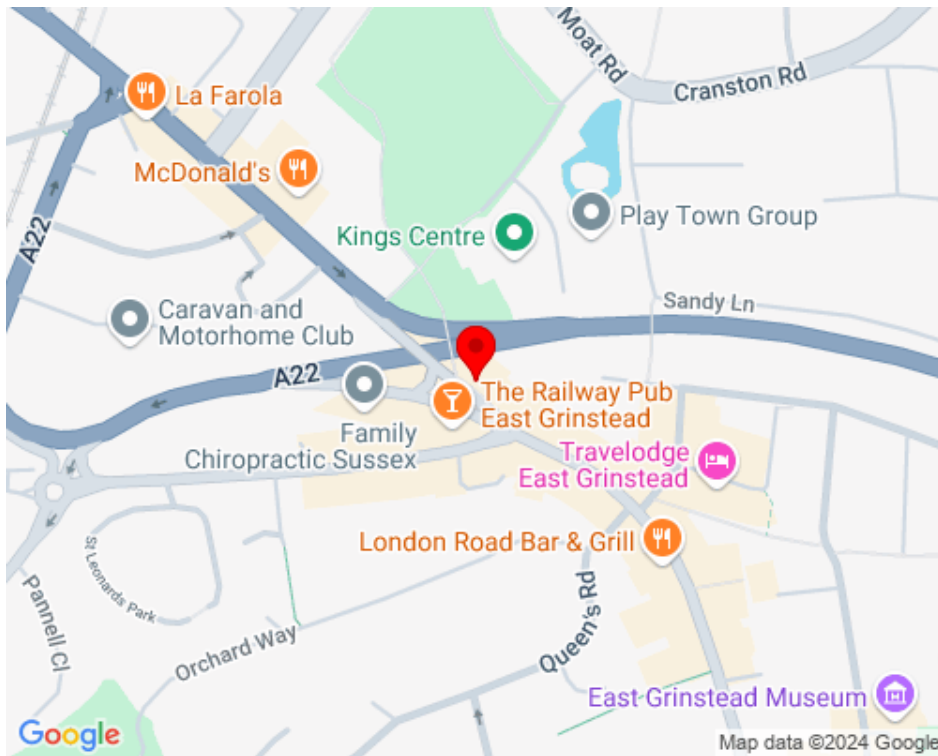 Moat Rd
Cranston Rd
La Farola
McDonald's
Play Town Group
Kings Centre
A22
Sandy Ln
Caravan and
Motorhome Club
A22
The Railway Pub
East Grinstead
Family
Chiropractic Sussex
Travelodge
East Grinstead
London Road Bar & Grill
St Leonards Park
Pannell Cl
Queen's Rd
Orchard Way
East Grinstead Museum
Google
Map data ©2024 Google